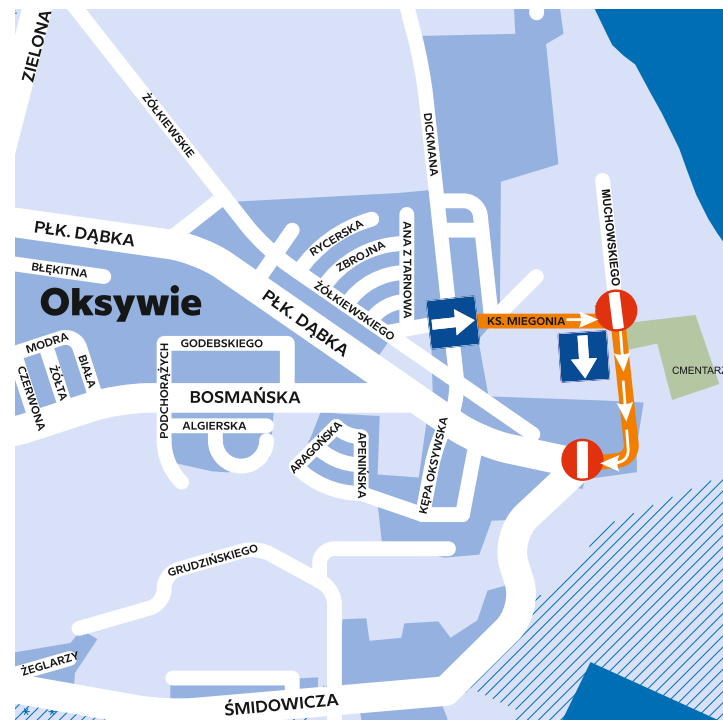 ZIELONA
ŻÓŁKIEWSKIE
DICKMANA
PŁK. DĄBKA
RYCERSKA
ZBROJNA
ANA Z TARNOWA
MUCHOWSKIEGO
BŁĘKITNA
Oksywie
ŻÓŁKIEWSKIEGO
PŁK. DĄBKA
KS. MIEGONIA
MODRA
BIAŁA
ŻÓŁTA
CZERWONA
GODEBSKIEGO
PODCHORĄŻYCH
BOSMAŃSKA
CMENTARZ
ALGIERSKA
ARAGOŃSKA
APENIŃSKA
KĘPA OKSYWSKA
GRUDZIŃSKIEGO
ŻEGLARZY
ŚMIDOWICZA